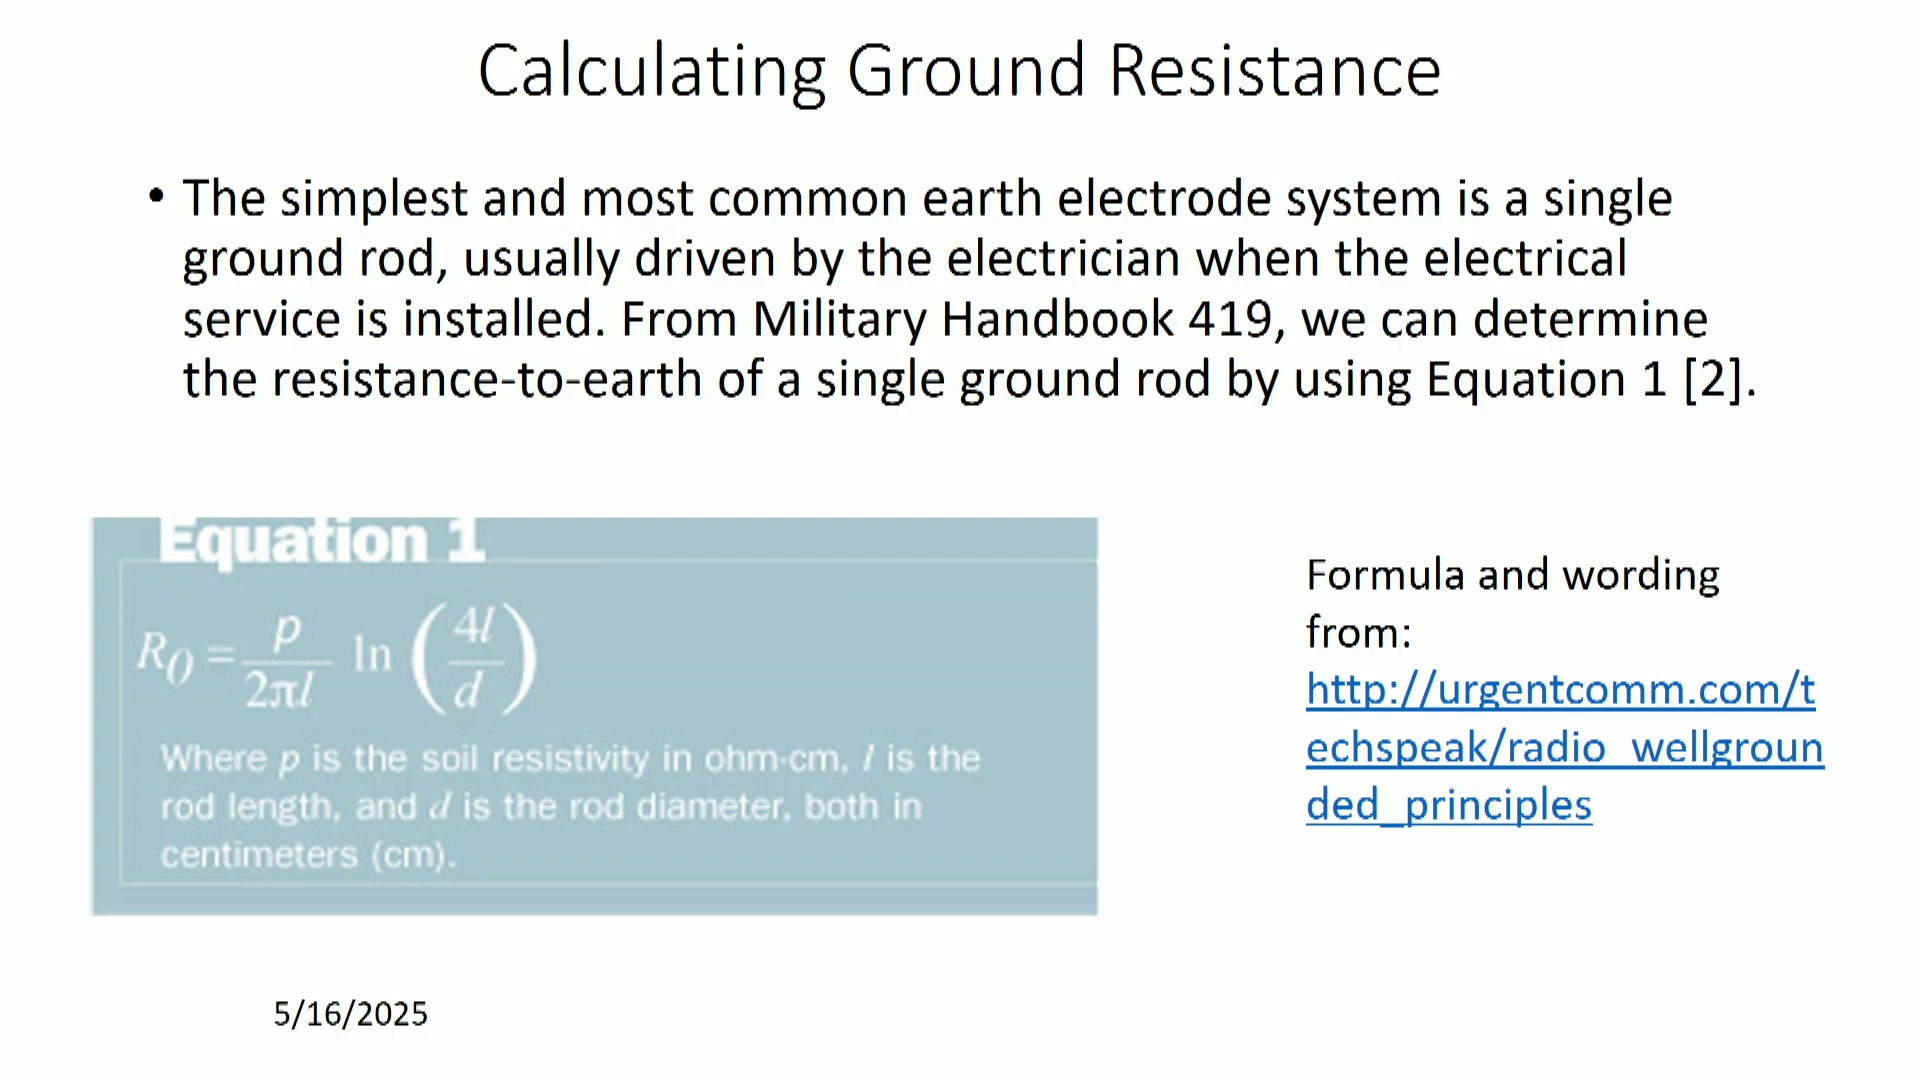 Calculating Ground Resistance
• The simplest and most common earth electrode system is a single
ground rod, usually driven by the electrician when the electrical
service is installed. From Military Handbook 419, we can determine
the resistance-to-earth of a single ground rod by using Equation 1 [2].
Equation 1
R₀ = p/2πl ln (4l/d)
Where p is the soil resistivity in ohm-cm, l is the
rod length, and d is the rod diameter, both in
centimeters (cm).
Formula and wording
from:
http://urgentcomm.com/t
echspeak/radio_wellgroun
ded_principles
5/16/2025